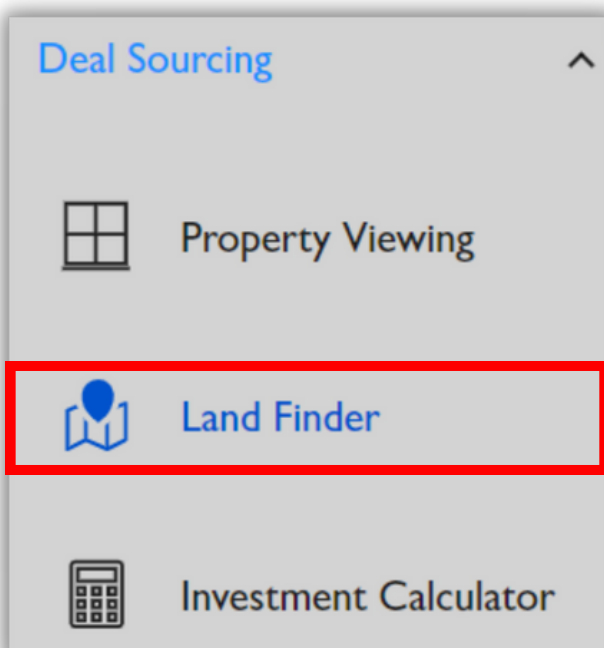 Deal Sourcing
Property Viewing
Land Finder
Investment Calculator